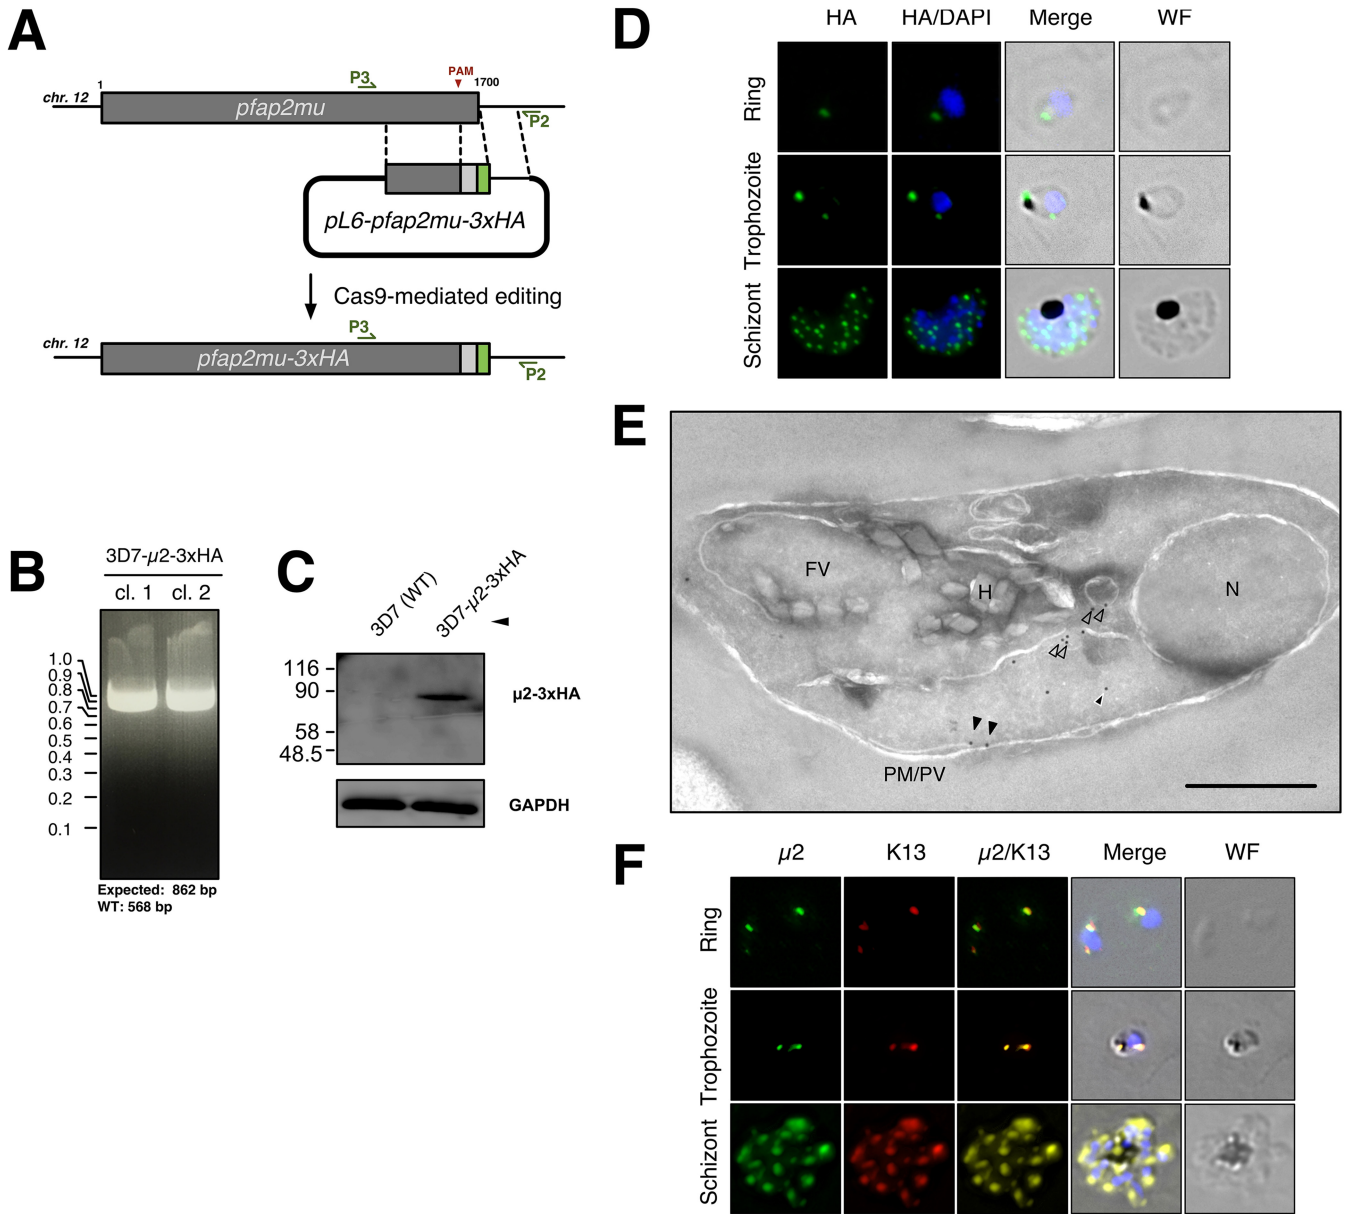 A
1
P3
PAM
1700
chr. 12
pfap2mu
P2
pL6-pfap2mu-3xHA
Cas9-mediated editing
P3
chr. 12
pfap2mu-3xHA
P2
B
3D7-µ2-3xHA
cl. 1 cl. 2
1.0
0.9
0.8
0.7
0.6
0.5
0.4
0.3
0.2
0.1
Expected: 862 bp
WT: 568 bp
C
3D7 (WT)
3D7-µ2-3xHA
116
90
58
48.5
µ2-3xHA
GAPDH
D
HA HA/DAPI Merge WF
Ring
Trophozoite
Schizont
E
FV
H
N
PM/PV
F
µ2 K13 µ2/K13 Merge WF
Ring
Trophozoite
Schizont